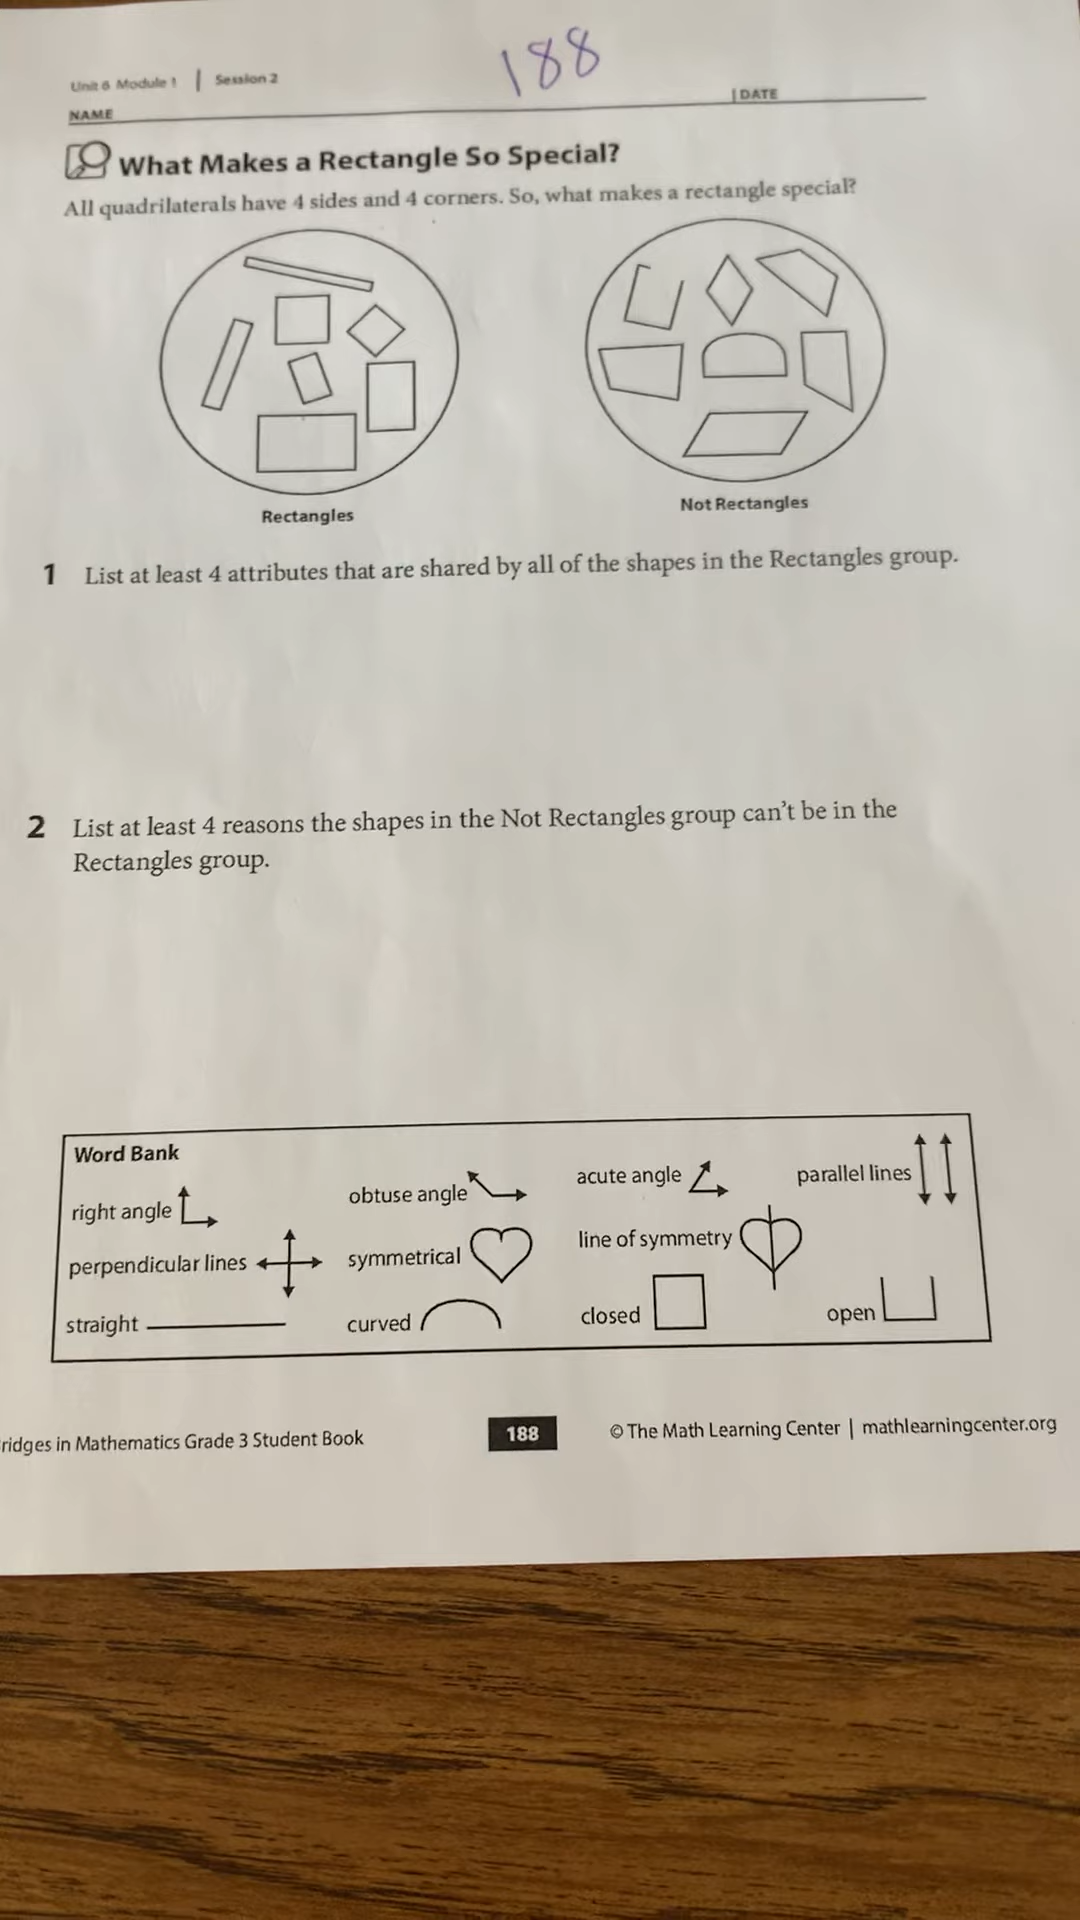 188
Unit 6 Module 1 | Session 2
NAME | DATE
What Makes a Rectangle So Special?
All quadrilaterals have 4 sides and 4 corners. So, what makes a rectangle special?
Rectangles
Not Rectangles
1 List at least 4 attributes that are shared by all of the shapes in the Rectangles group.
2 List at least 4 reasons the shapes in the Not Rectangles group can't be in the
Rectangles group.
Word Bank
right angle obtuse angle acute angle parallel lines
perpendicular lines symmetrical line of symmetry
straight curved closed open
ridges in Mathematics Grade 3 Student Book 188 © The Math Learning Center | mathlearningcenter.org